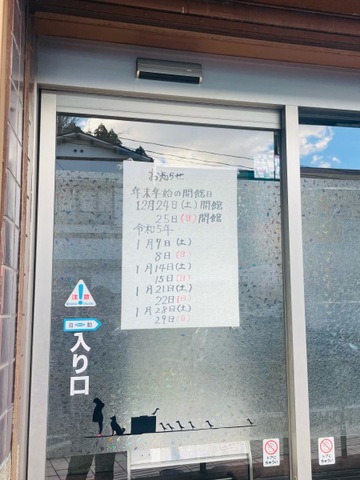 お知らせ
年末年始の開館日
12月24日(土)開館
25日(日)開館
令和5年
1月7日(土)
8日(日)
1月14日(土)
15日(日)
1月21日(土)
22日(日)
1月28日(土)
29日(日)
注意
自動
入り口